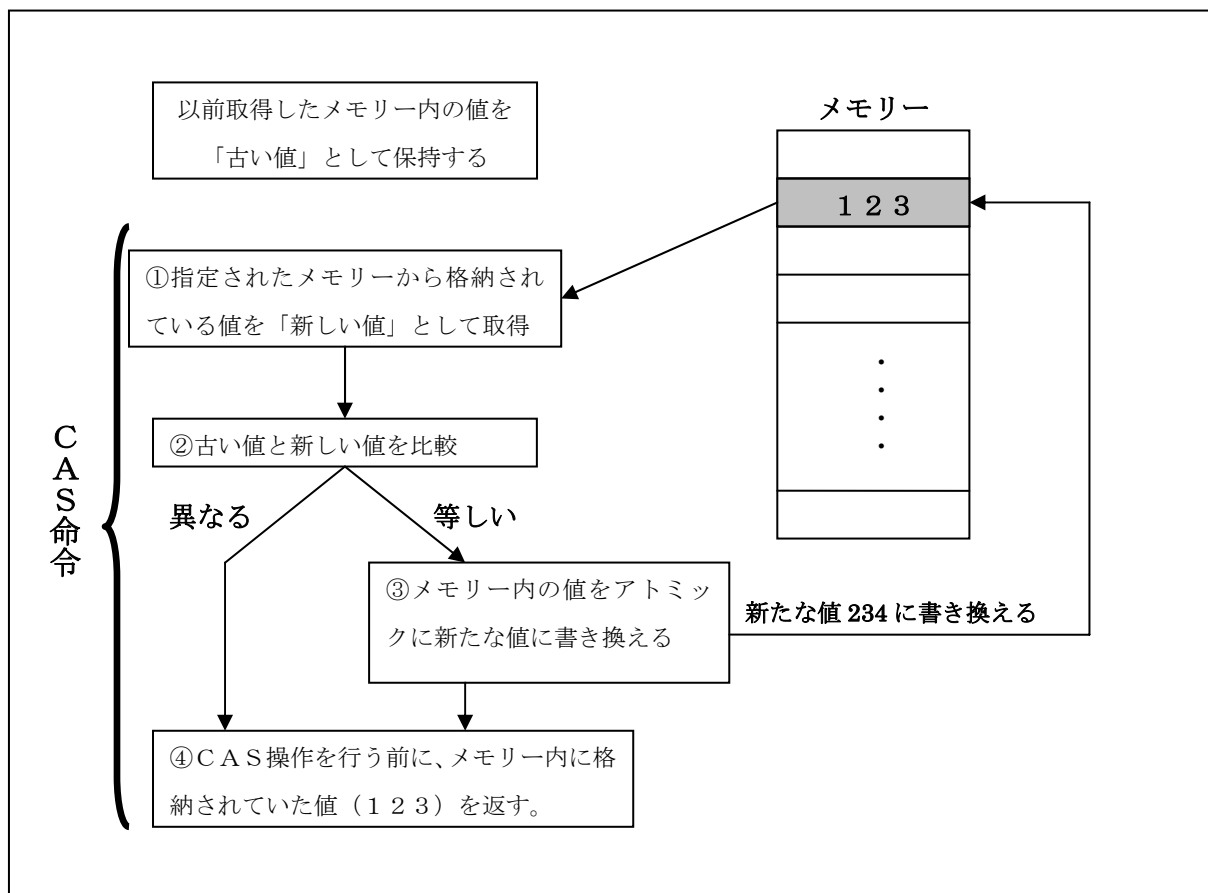 以前取得したメモリー内の値を
「古い値」として保持する
メモリー
１２３
①指定されたメモリーから格納され
ている値を「新しい値」として取得
・
・
・
・
②古い値と新しい値を比較
ＣＡＳ命令
異なる
等しい
③メモリー内の値をアトミッ
クに新たな値に書き換える
新たな値 234 に書き換える
④ＣＡＳ操作を行う前に、メモリー内に格
納されていた値（１２３）を返す。